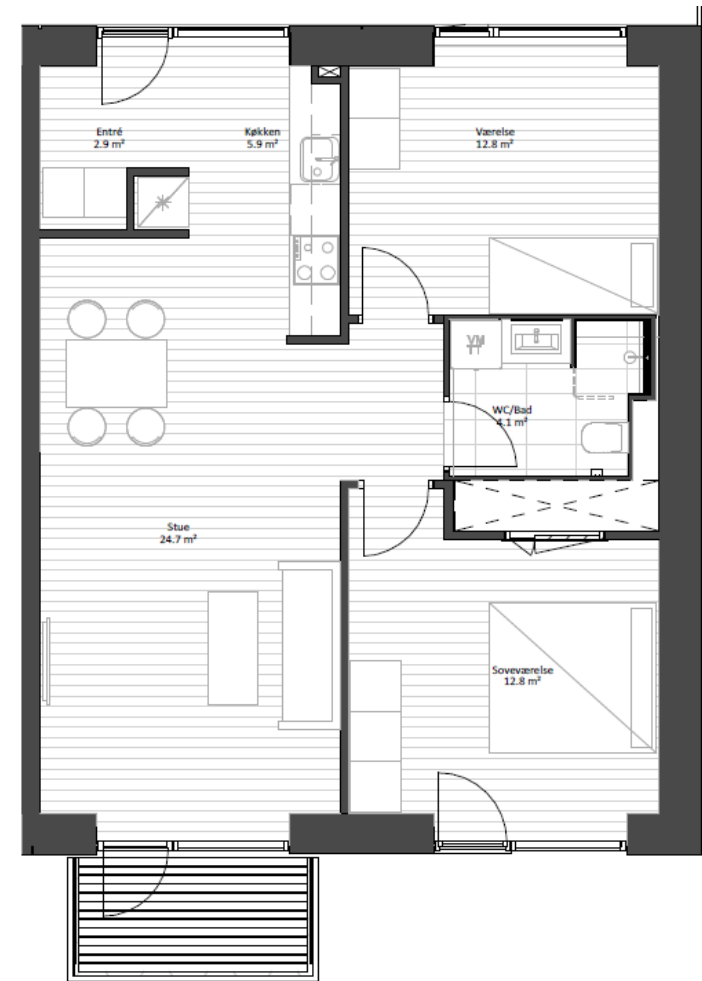 Entré
2.9 m²
Køkken
5.9 m²
Værelse
12.8 m²
VM
WC/Bad
4.1 m²
Stue
24.7 m²
Soveværelse
12.8 m²